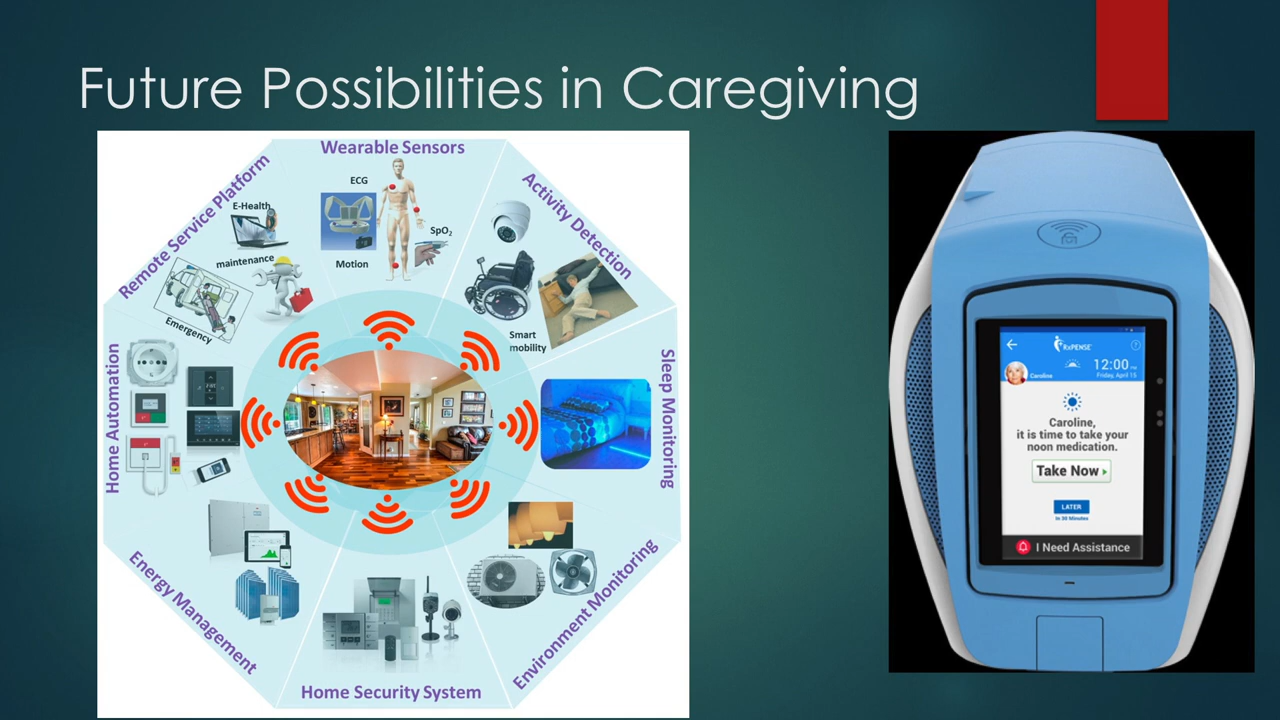 Future Possibilities in Caregiving
Wearable Sensors
ECG
SpO₂
Motion
Activity Detection
Smart
mobility
Sleep Monitoring
Environment Monitoring
Home Security System
Energy Management
Home Automation
Remote Service Platform
E-Health
maintenance
Emergency
RxPENSE
Caroline
12:00 PM
Friday, April 15
Caroline,
it is time to take your
noon medication.
Take Now
LATER
In 30 Minutes
I Need Assistance